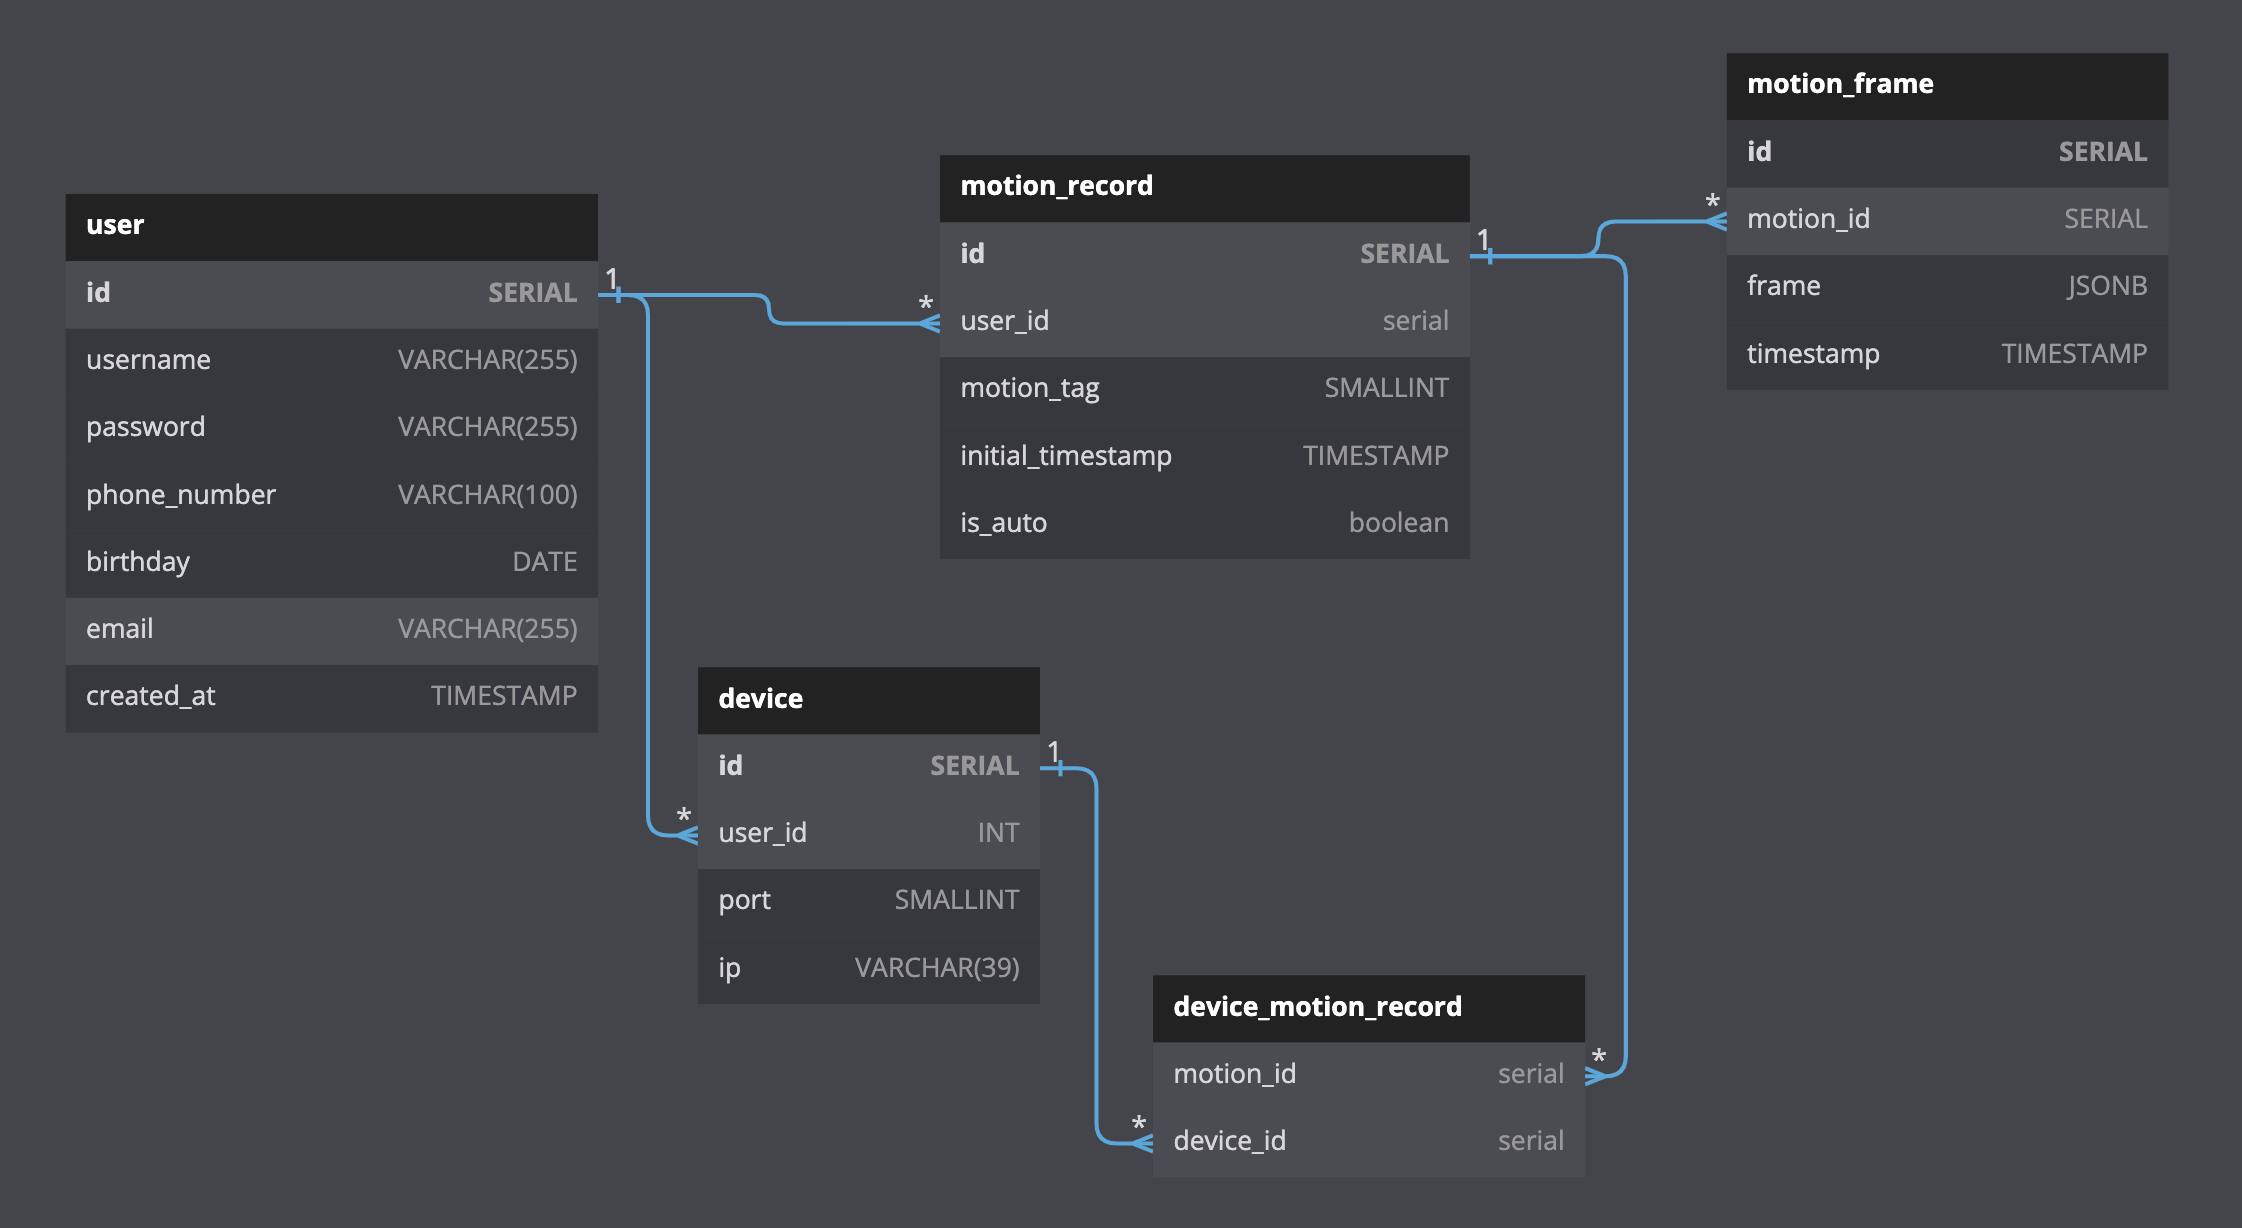 user
id SERIAL
username VARCHAR(255)
password VARCHAR(255)
phone_number VARCHAR(100)
birthday DATE
email VARCHAR(255)
created_at TIMESTAMP
1
*
*
motion_record
id SERIAL
user_id serial
motion_tag SMALLINT
initial_timestamp TIMESTAMP
is_auto boolean
1
*
motion_frame
id SERIAL
motion_id SERIAL
frame JSONB
timestamp TIMESTAMP
device
id SERIAL
user_id INT
port SMALLINT
ip VARCHAR(39)
1
*
*
device_motion_record
motion_id serial
device_id serial